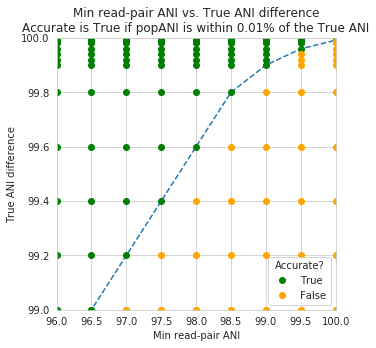 Min read-pair ANI vs. True ANI difference
Accurate is True if popANI is within 0.01% of the True ANI
100.0
99.8
99.6
99.4
99.2
99.0
True ANI difference
Accurate?
True
False
96.0 96.5 97.0 97.5 98.0 98.5 99.0 99.5 100.0
Min read-pair ANI